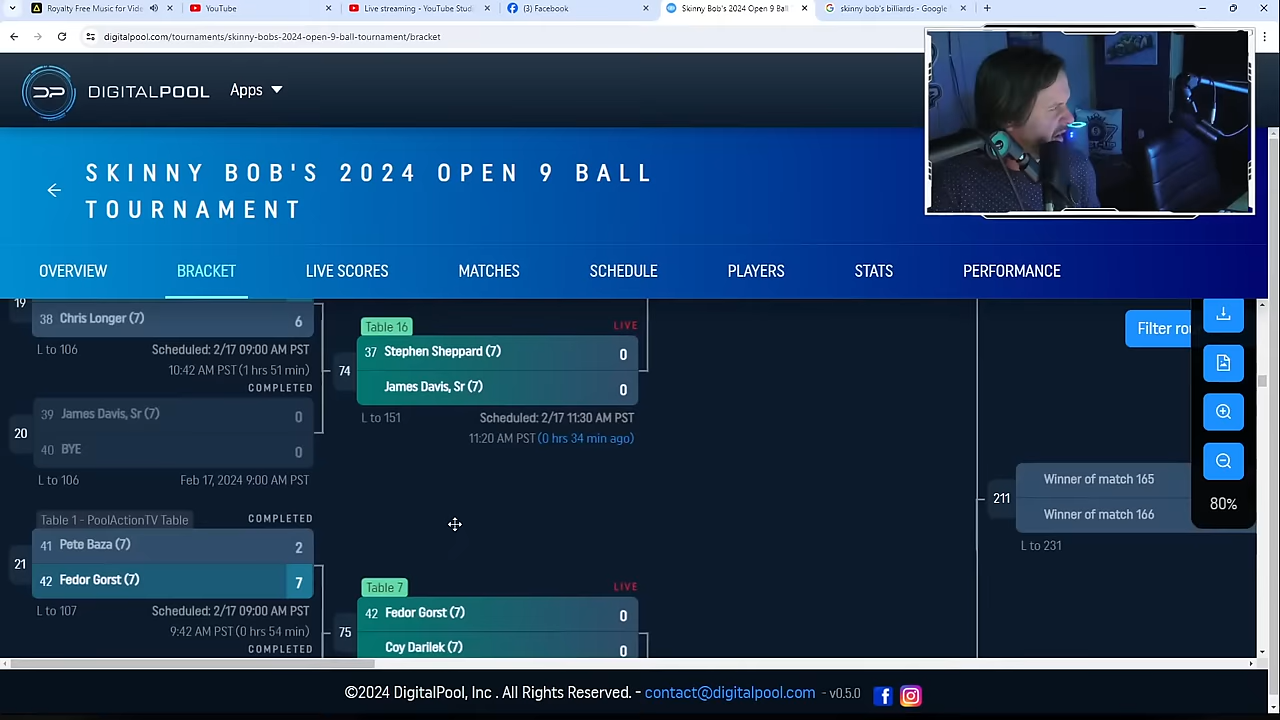 Royalty Free Music for Vide
YouTube
Live streaming - YouTube Studi
(3) Facebook
Skinny Bob's 2024 Open 9 Ball
skinny bob's billiards - Google
digitalpool.com/tournaments/skinny-bobs-2024-open-9-ball-tournament/bracket
DIGITALPOOL
Apps
SKINNY BOB'S 2024 OPEN 9 BALL
TOURNAMENT
OVERVIEW
BRACKET
LIVE SCORES
MATCHES
SCHEDULE
PLAYERS
STATS
PERFORMANCE
19
38 Chris Longer (7) 6
L to 106 Scheduled: 2/17 09:00 AM PST
10:42 AM PST (1 hrs 51 min)
COMPLETED
20
39 James Davis, Sr (7) 0
40 BYE 0
L to 106 Feb 17, 2024 9:00 AM PST
Table 1 - PoolActionTV Table COMPLETED
21
41 Pete Baza (7) 2
42 Fedor Gorst (7) 7
L to 107 Scheduled: 2/17 09:00 AM PST
9:42 AM PST (0 hrs 54 min)
COMPLETED
Table 16 LIVE
74
37 Stephen Sheppard (7) 0
James Davis, Sr (7) 0
L to 151 Scheduled: 2/17 11:30 AM PST
11:20 AM PST (0 hrs 34 min ago)
Table 7 LIVE
75
42 Fedor Gorst (7) 0
Coy Darilek (7) 0
211
Winner of match 165
Winner of match 166
L to 231
Filter ro
80%
©2024 DigitalPool, Inc . All Rights Reserved. - contact@digitalpool.com - v0.5.0